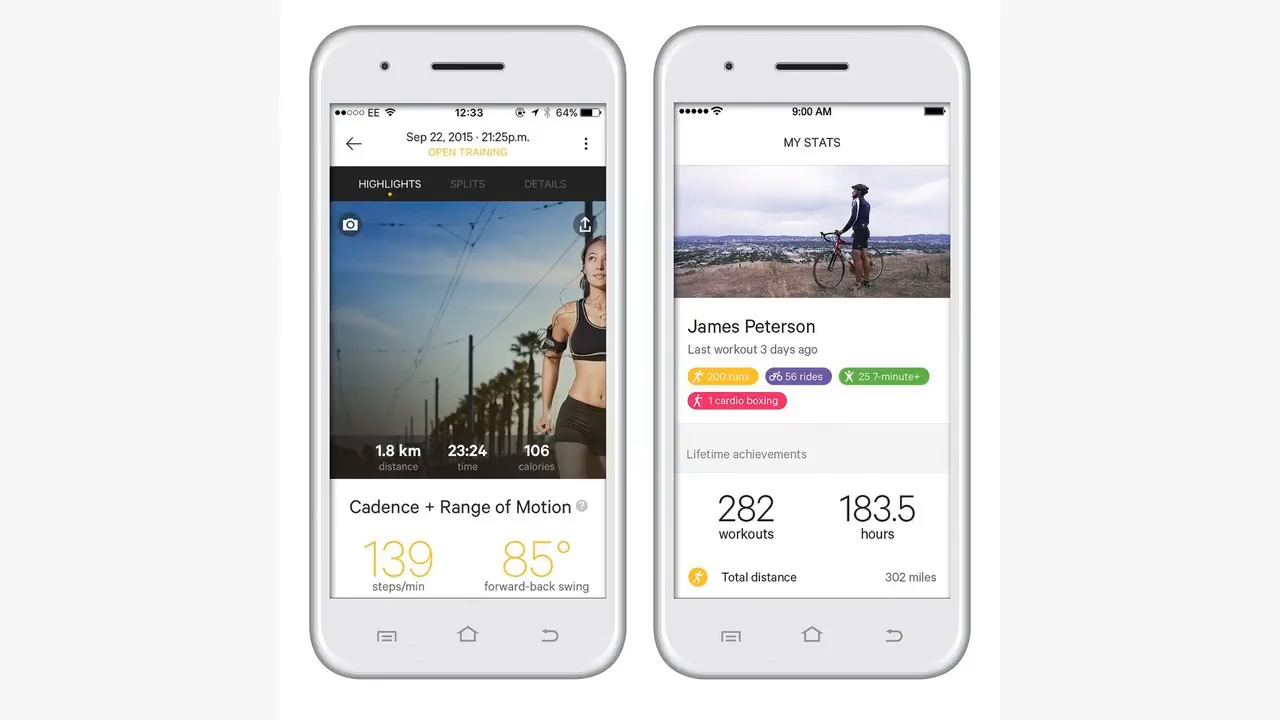 EE 12:33 64%
Sep 22, 2015 · 21:25p.m.
OPEN TRAINING
HIGHLIGHTS SPLITS DETAILS
1.8 km 23:24 106
distance time calories
Cadence + Range of Motion ?
139 85°
steps/min forward-back swing
9:00 AM
MY STATS
James Peterson
Last workout 3 days ago
200 runs 56 rides 25 7-minute+
1 cardio boxing
Lifetime achievements
282 183.5
workouts hours
Total distance 302 miles